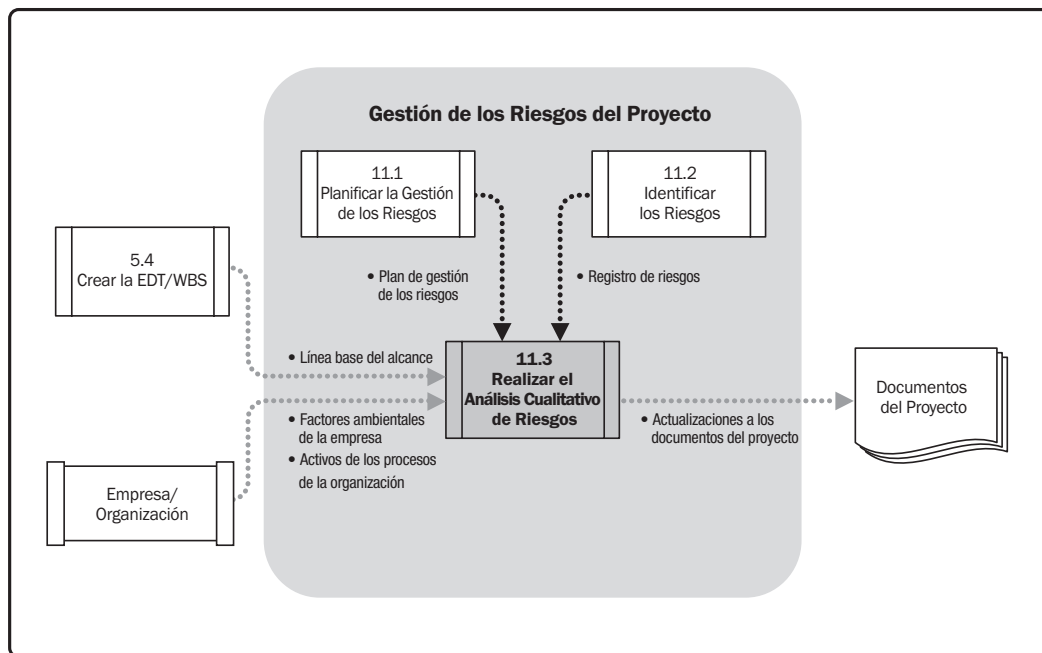 Gestión de los Riesgos del Proyecto
11.1
Planificar la Gestión
de los Riesgos
11.2
Identificar
los Riesgos
5.4
Crear la EDT/WBS
• Plan de gestión
de los riesgos
• Registro de riesgos
• Línea base del alcance
11.3
Realizar el
Análisis Cualitativo
de Riesgos
• Factores ambientales
de la empresa
• Activos de los procesos
de la organización
• Actualizaciones a los
documentos del proyecto
Documentos
del Proyecto
Empresa/
Organización